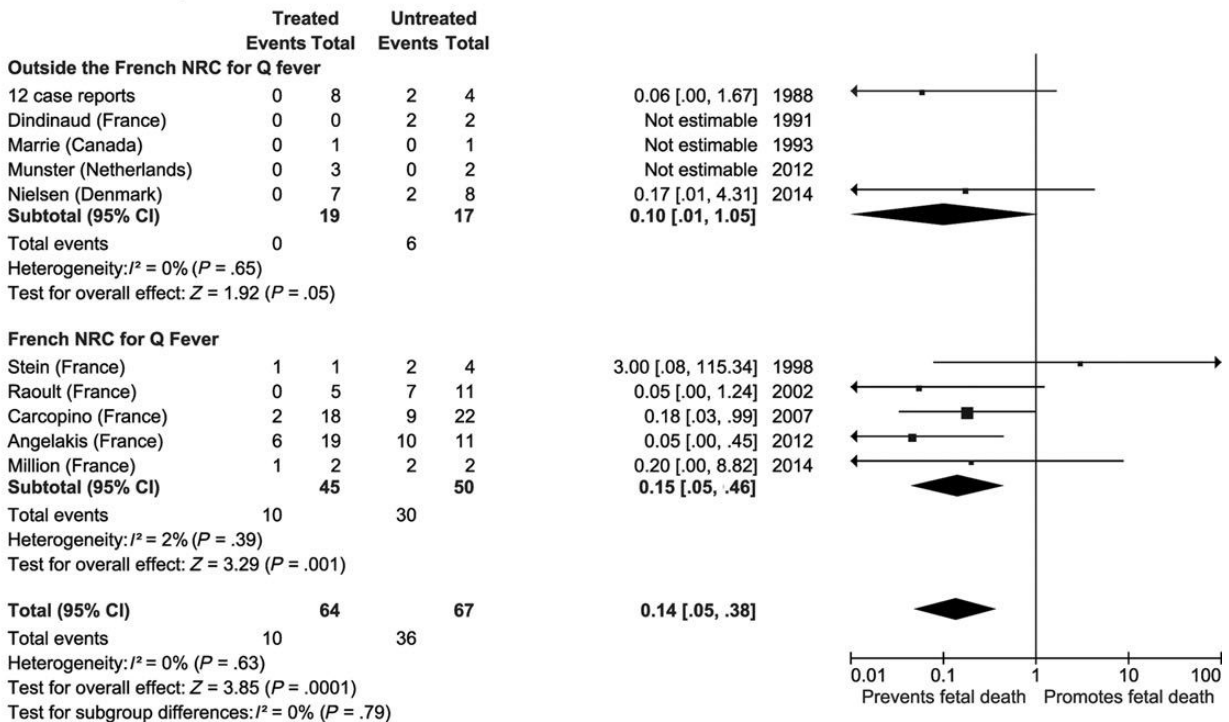 Treated Untreated
Events Total Events Total
Outside the French NRC for Q fever
12 case reports 0 8 2 4 0.06 [.00, 1.67] 1988
Dindinaud (France) 0 0 2 2 Not estimable 1991
Marrie (Canada) 0 1 0 1 Not estimable 1993
Munster (Netherlands) 0 3 0 2 Not estimable 2012
Nielsen (Denmark) 0 7 2 8 0.17 [.01, 4.31] 2014
Subtotal (95% CI) 19 17 0.10 [.01, 1.05]
Total events 0 6
Heterogeneity: I² = 0% (P = .65)
Test for overall effect: Z = 1.92 (P = .05)
French NRC for Q Fever
Stein (France) 1 1 2 4 3.00 [.08, 115.34] 1998
Raoult (France) 0 5 7 11 0.05 [.00, 1.24] 2002
Carcopino (France) 2 18 9 22 0.18 [.03, .99] 2007
Angelakis (France) 6 19 10 11 0.05 [.00, .45] 2012
Million (France) 1 2 2 2 0.20 [.00, 8.82] 2014
Subtotal (95% CI) 45 50 0.15 [.05, .46]
Total events 10 30
Heterogeneity: I² = 2% (P = .39)
Test for overall effect: Z = 3.29 (P = .001)
Total (95% CI) 64 67 0.14 [.05, .38]
Total events 10 36
Heterogeneity: I² = 0% (P = .63)
Test for overall effect: Z = 3.85 (P = .0001)
Test for subgroup differences: I² = 0% (P = .79)
0.01 0.1 1 10 100
Prevents fetal death Promotes fetal death